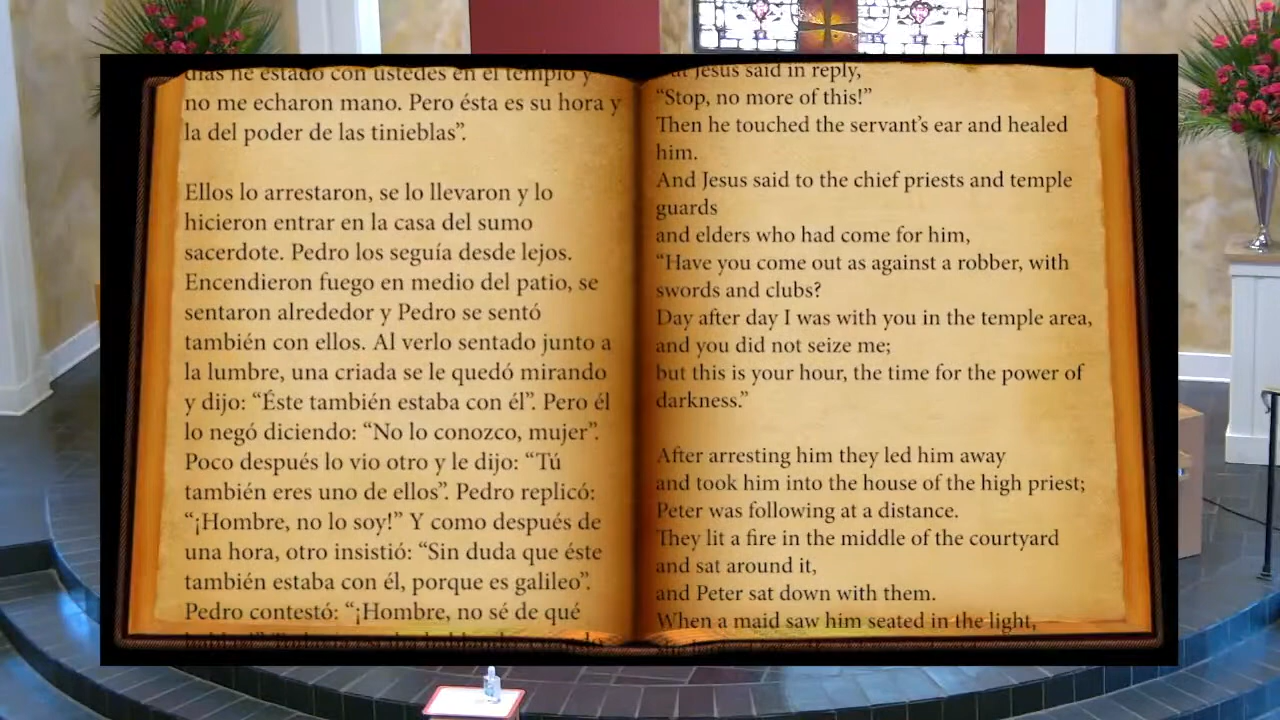 días he estado con ustedes en el templo y
no me echaron mano. Pero ésta es su hora y
la del poder de las tinieblas”.
Ellos lo arrestaron, se lo llevaron y lo
hicieron entrar en la casa del sumo
sacerdote. Pedro los seguía desde lejos.
Encendieron fuego en medio del patio, se
sentaron alrededor y Pedro se sentó
también con ellos. Al verlo sentado junto a
la lumbre, una criada se le quedó mirando
y dijo: “Éste también estaba con él”. Pero él
lo negó diciendo: “No lo conozco, mujer”.
Poco después lo vio otro y le dijo: “Tú
también eres uno de ellos”. Pedro replicó:
“¡Hombre, no lo soy!” Y como después de
una hora, otro insistió: “Sin duda que éste
también estaba con él, porque es galileo”.
Pedro contestó: “¡Hombre, no sé de qué
Jesus said in reply,
“Stop, no more of this!”
Then he touched the servant’s ear and healed
him.
And Jesus said to the chief priests and temple
guards
and elders who had come for him,
“Have you come out as against a robber, with
swords and clubs?
Day after day I was with you in the temple area,
and you did not seize me;
but this is your hour, the time for the power of
darkness.”
After arresting him they led him away
and took him into the house of the high priest;
Peter was following at a distance.
They lit a fire in the middle of the courtyard
and sat around it,
and Peter sat down with them.
When a maid saw him seated in the light,